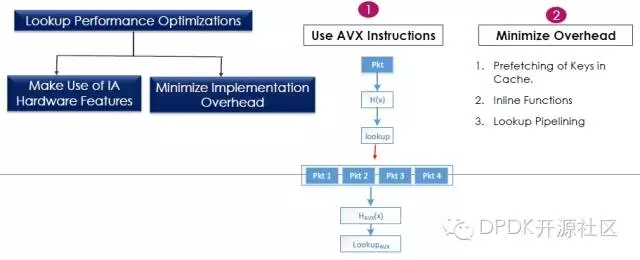 Lookup Performance Optimizations
Make Use of IA
Hardware Features
Minimize Implementation
Overhead
1
Use AVX Instructions
Pkt
H(x)
lookup
Pkt 1 Pkt 2 Pkt 3 Pkt 4
HAVX(x)
LookupAVX
2
Minimize Overhead
1. Prefetching of Keys in
Cache.
2. Inline Functions
3. Lookup Pipelining
DPDK开源社区